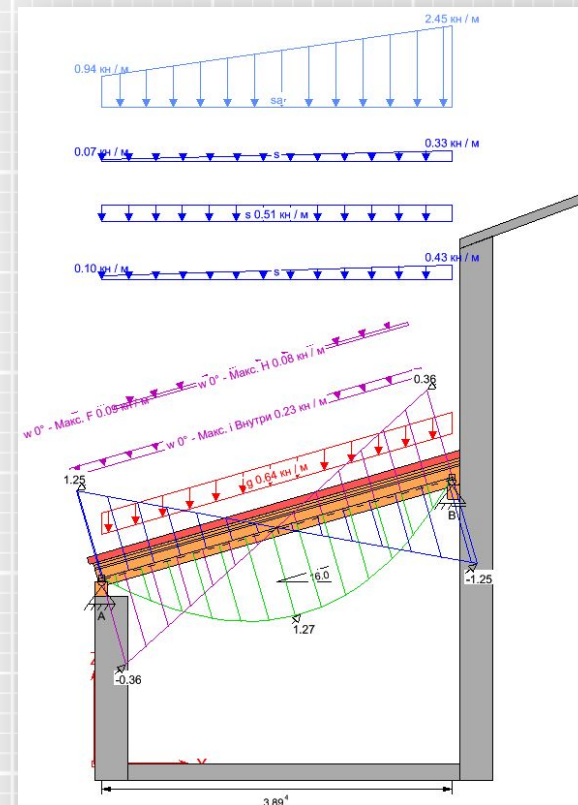 2.45 кн / м
0.94 кн / м
sa
0.07 кн / м
0.33 кн / м
s
s 0.51 кн / м
0.10 кн / м
0.43 кн / м
s
w 0° - Макс. H 0.08 кн / м
w 0° - Макс. F 0.09 кн / м
0.36
w 0° - Макс. i Внутри 0.23 кн / м
1.25
g 0.64 кн / м
B
16.0
-1.25
A
1.27
-0.36
Y
3.89⁴